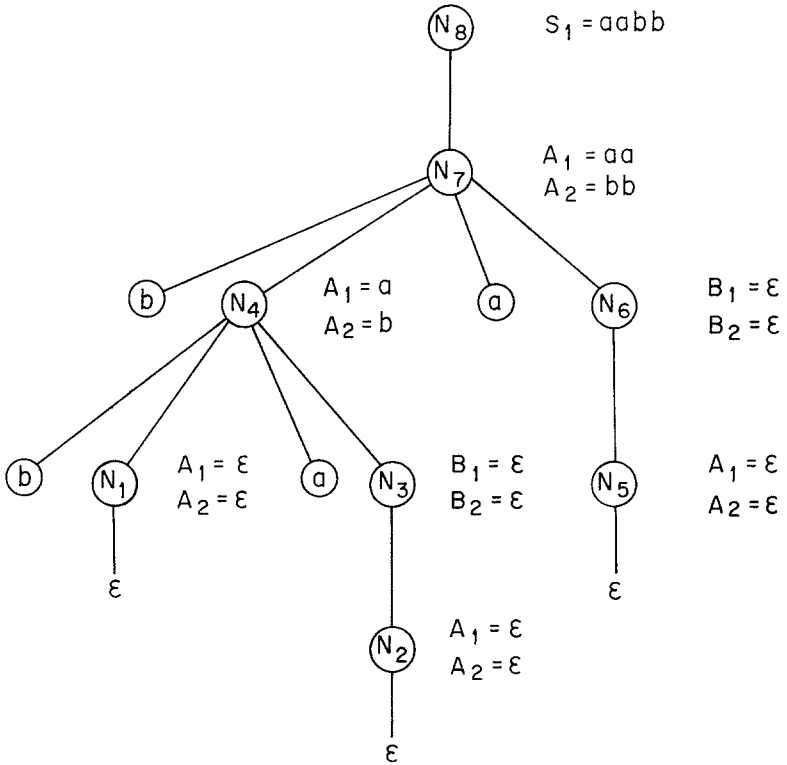 N8 S1 = aabb
N7 A1 = aa
A2 = bb
b N4 A1 = a a N6 B1 = ε
A2 = b B2 = ε
b N1 A1 = ε a N3 B1 = ε N5 A1 = ε
A2 = ε B2 = ε A2 = ε
ε ε
N2 A1 = ε
A2 = ε
ε